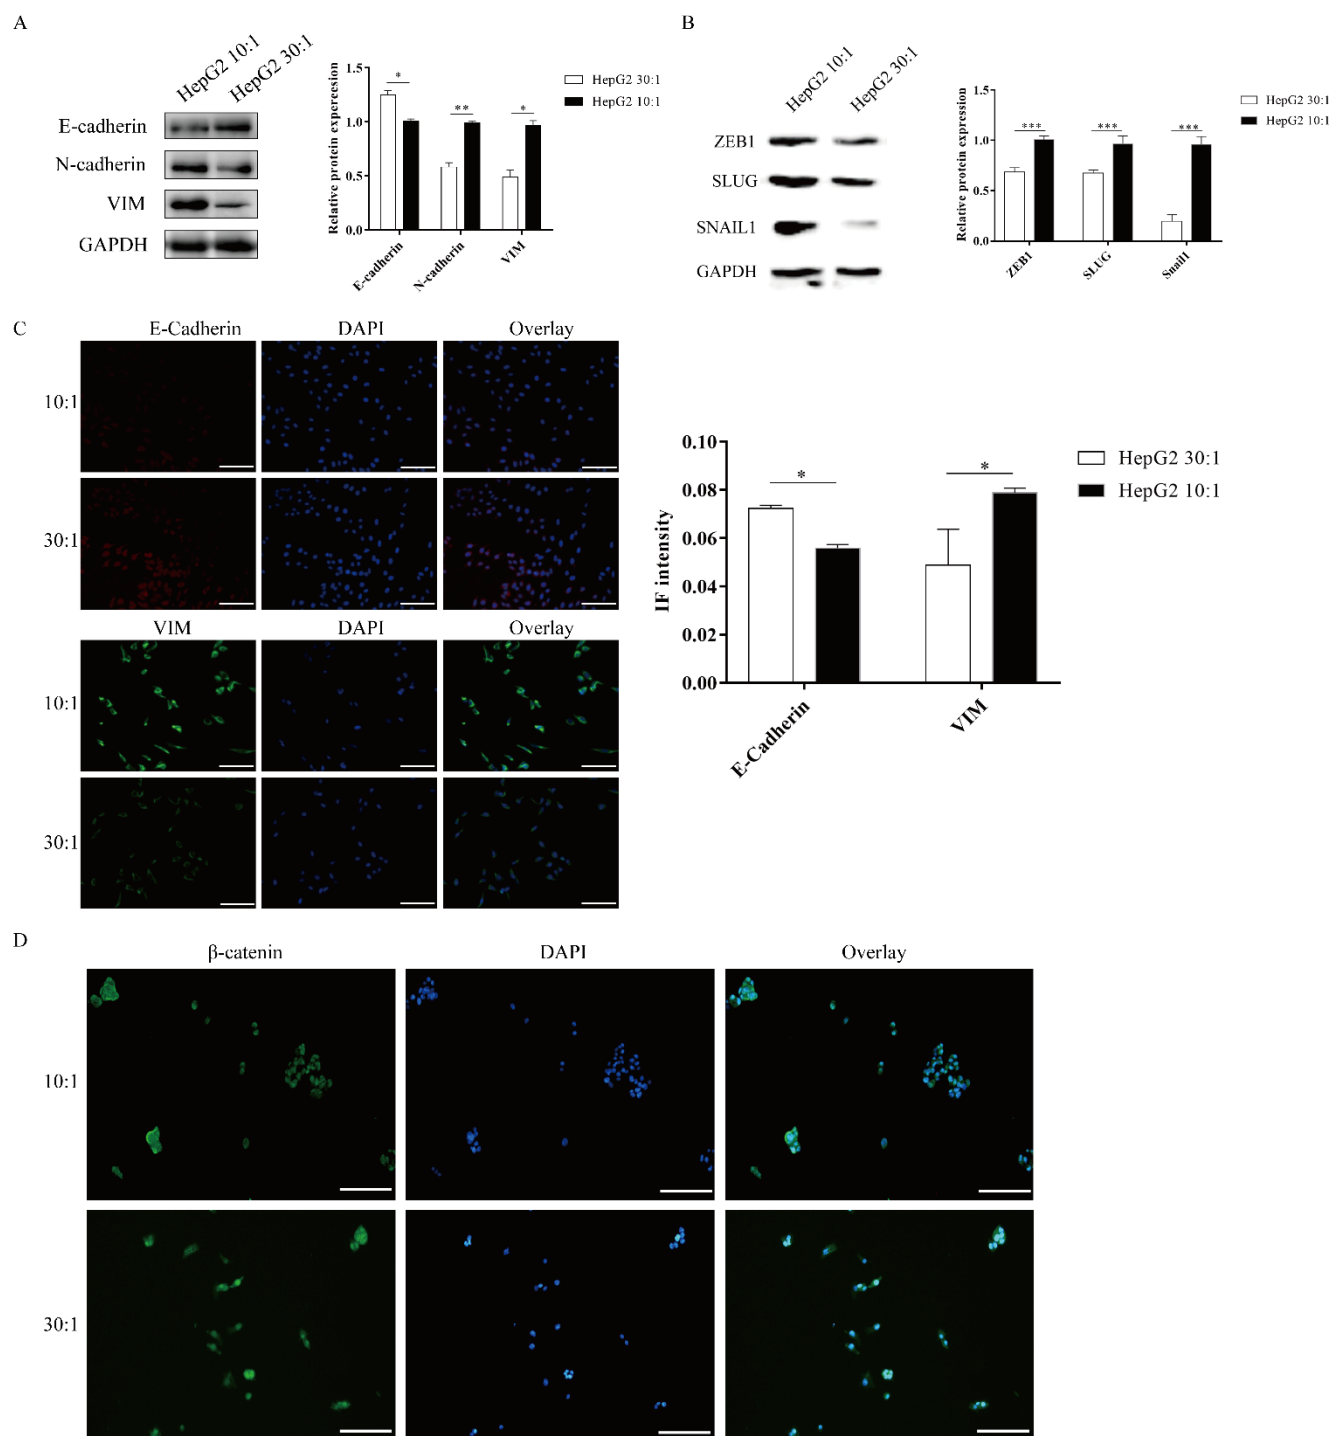 A
HepG2 10:1
HepG2 30:1
E-cadherin
N-cadherin
VIM
GAPDH
Relative protein expercesion
1.5
1.0
0.5
0.0
*
**
*
E-cadherin
N-cadherin
VIM
HepG2 30:1
HepG2 10:1
B
HepG2 10:1
HepG2 30:1
ZEB1
SLUG
SNAIL1
GAPDH
Relative protein expression
1.5
1.0
0.5
0.0
***
***
***
ZEB1
SLUG
Snail1
HepG2 30:1
HepG2 10:1
C
E-Cadherin DAPI Overlay
10:1
30:1
VIM DAPI Overlay
10:1
30:1
IF intensity
0.10
0.08
0.06
0.04
0.02
0.00
*
*
E-Cadherin
VIM
HepG2 30:1
HepG2 10:1
D
β-catenin DAPI Overlay
10:1
30:1